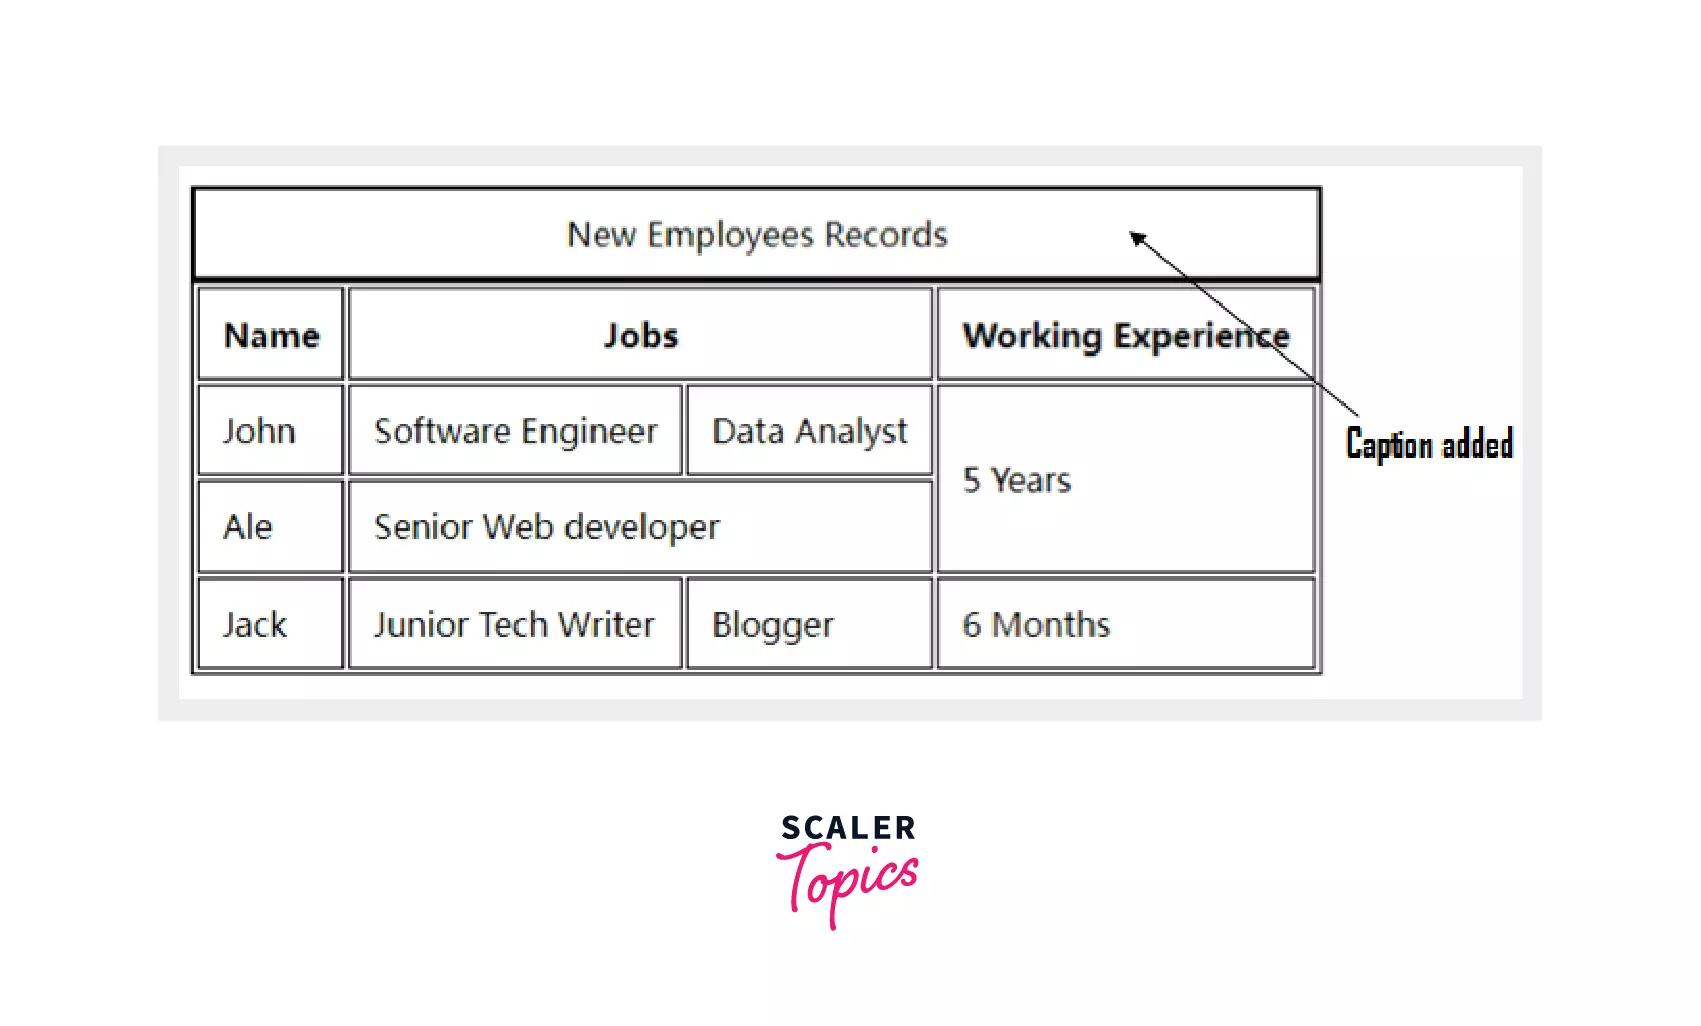 New Employees Records
Name Jobs Working Experience
John Software Engineer Data Analyst
Caption added
5 Years
Ale Senior Web developer
Jack Junior Tech Writer Blogger 6 Months
SCALER
Topics